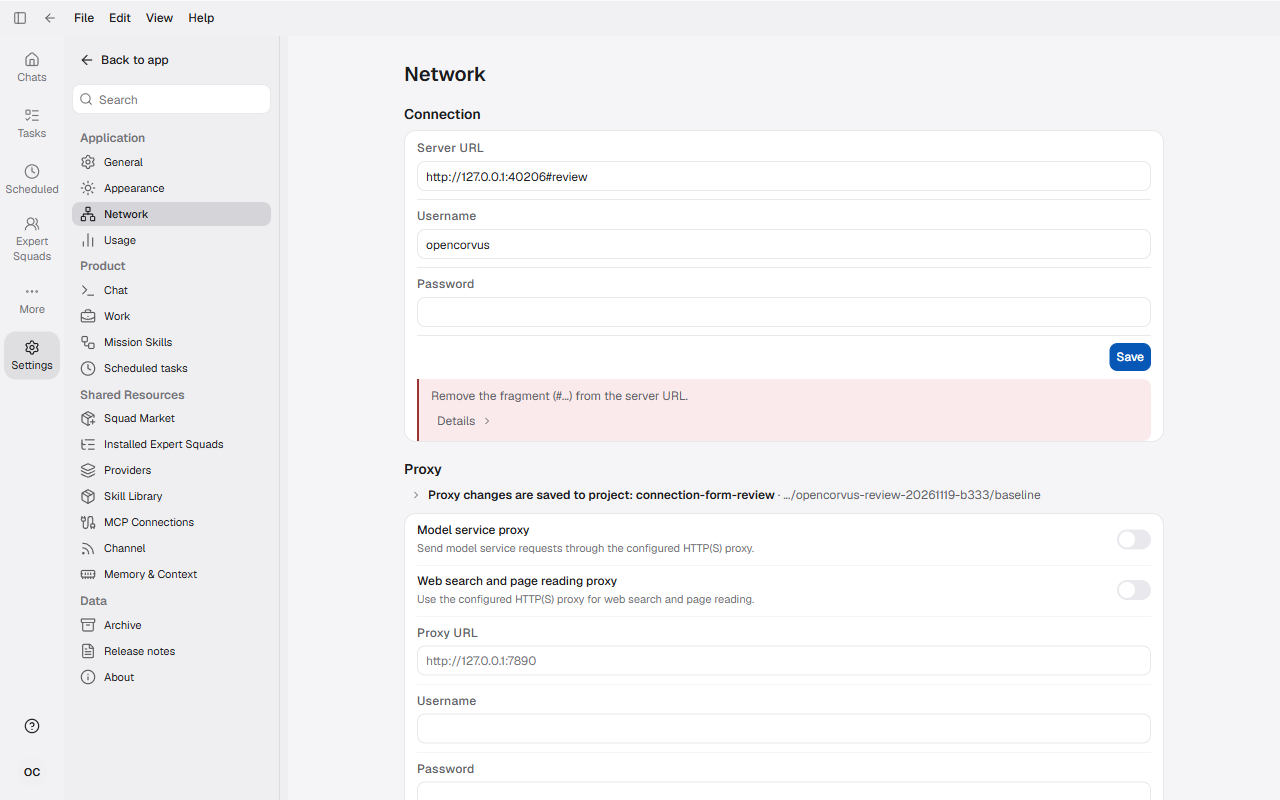 File Edit View Help
Chats
Tasks
Scheduled
Expert
Squads
More
Settings
OC
Back to app
Search
Application
General
Appearance
Network
Usage
Product
Chat
Work
Mission Skills
Scheduled tasks
Shared Resources
Squad Market
Installed Expert Squads
Providers
Skill Library
MCP Connections
Channel
Memory & Context
Data
Archive
Release notes
About
Network
Connection
Server URL
http://127.0.0.1:40206#review
Username
opencorvus
Password
Save
Remove the fragment (#…) from the server URL.
Details
Proxy
Proxy changes are saved to project: connection-form-review · …/opencorvus-review-20261119-b333/baseline
Model service proxy
Send model service requests through the configured HTTP(S) proxy.
Web search and page reading proxy
Use the configured HTTP(S) proxy for web search and page reading.
Proxy URL
http://127.0.0.1:7890
Username
Password